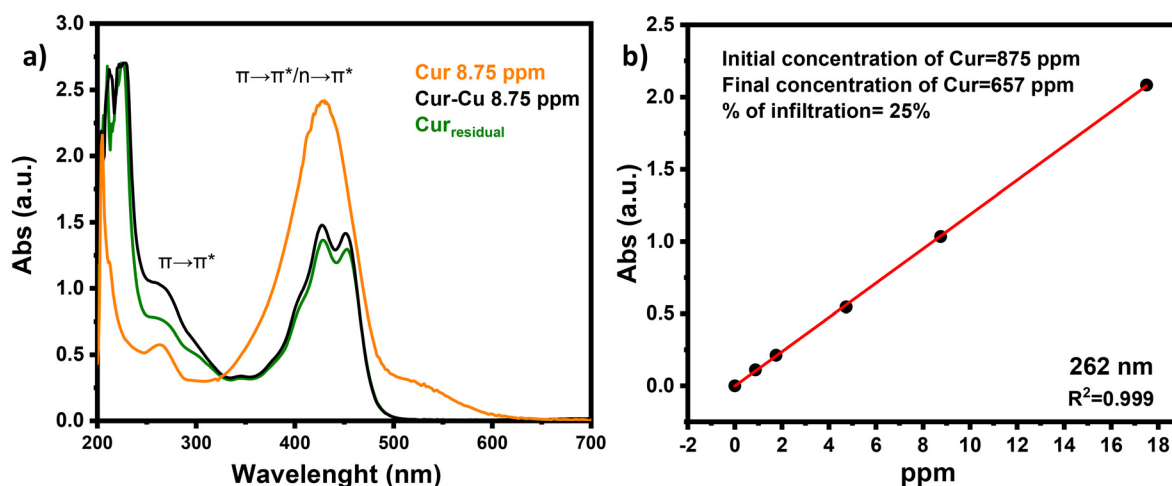 a)
π→π*/n→π*
Cur 8.75 ppm
Cur-Cu 8.75 ppm
Cur residual
π→π*
Abs (a.u.)
3.0
2.5
2.0
1.5
1.0
0.5
0.0
200 300 400 500 600 700
Wavelenght (nm)
b)
Initial concentration of Cur=875 ppm
Final concentration of Cur=657 ppm
% of infiltration= 25%
Abs (a.u.)
2.5
2.0
1.5
1.0
0.5
0.0
262 nm
R²=0.999
-2 0 2 4 6 8 10 12 14 16 18
ppm